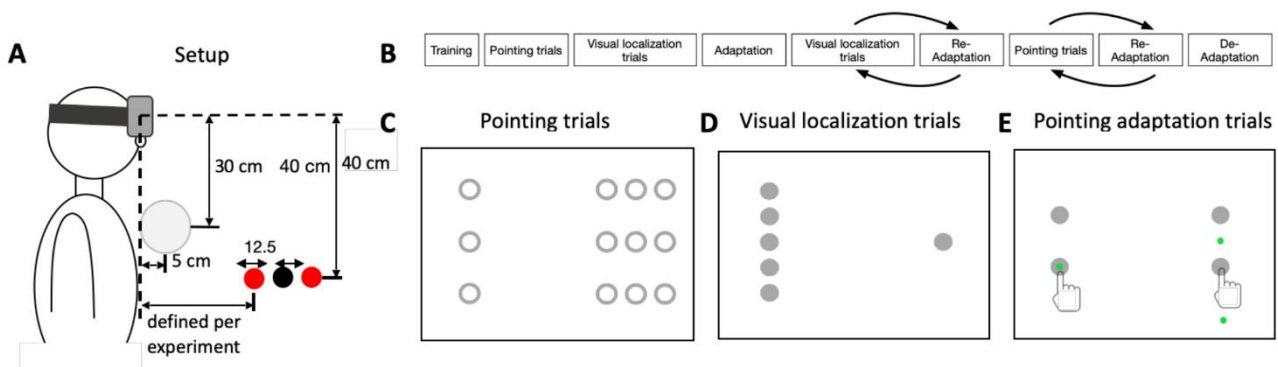 A
Setup
30 cm
40 cm
40 cm
12.5
5 cm
defined per
experiment
B
Training
Pointing trials
Visual localization
trials
Adaptation
Visual localization
trials
Re-
Adaptation
Pointing trials
Re-
Adaptation
De-
Adaptation
C
Pointing trials
D
Visual localization trials
E
Pointing adaptation trials